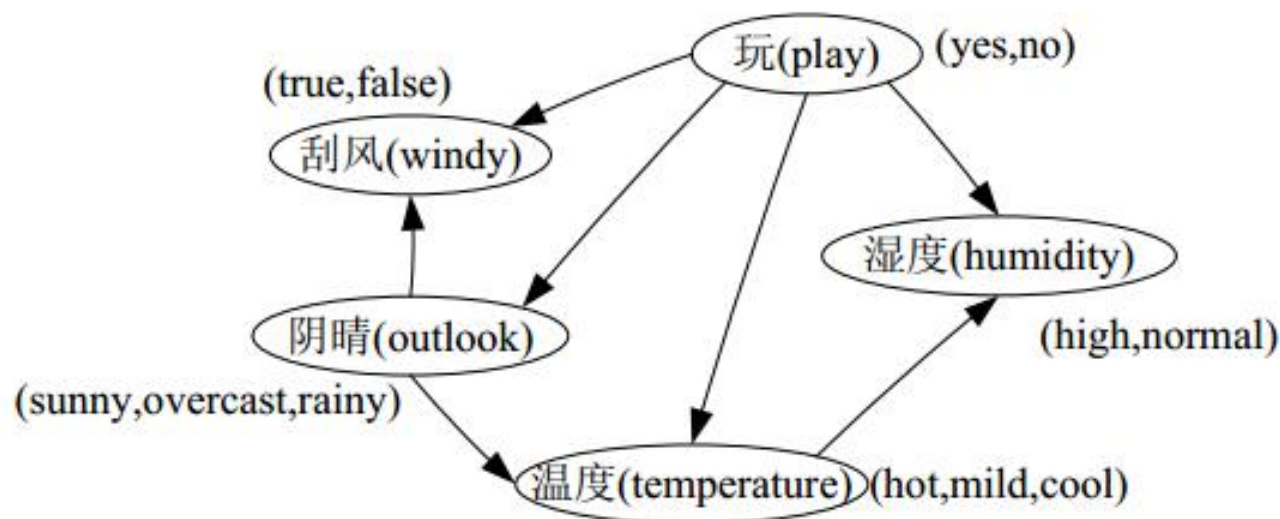 玩(play)
(yes,no)
(true,false)
刮风(windy)
湿度(humidity)
阴晴(outlook)
(high,normal)
(sunny,overcast,rainy)
温度(temperature)
(hot,mild,cool)